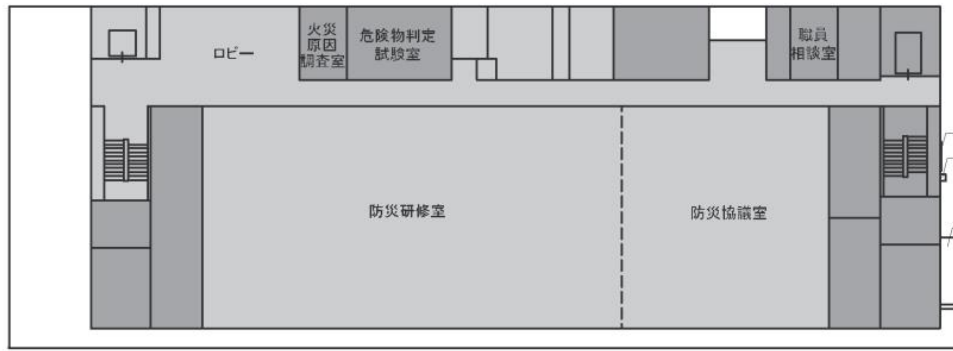 ロビー
火災
原因
調査室
危険物判定
試験室
職員
相談室
防災研修室
防災協議室